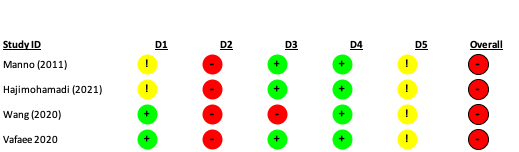 Study ID D1 D2 D3 D4 D5 Overall
Manno (2011) ! - + + ! -
Hajimohamadi (2021) ! - + + ! -
Wang (2020) + - - + ! -
Vafaee 2020 + - + + ! -